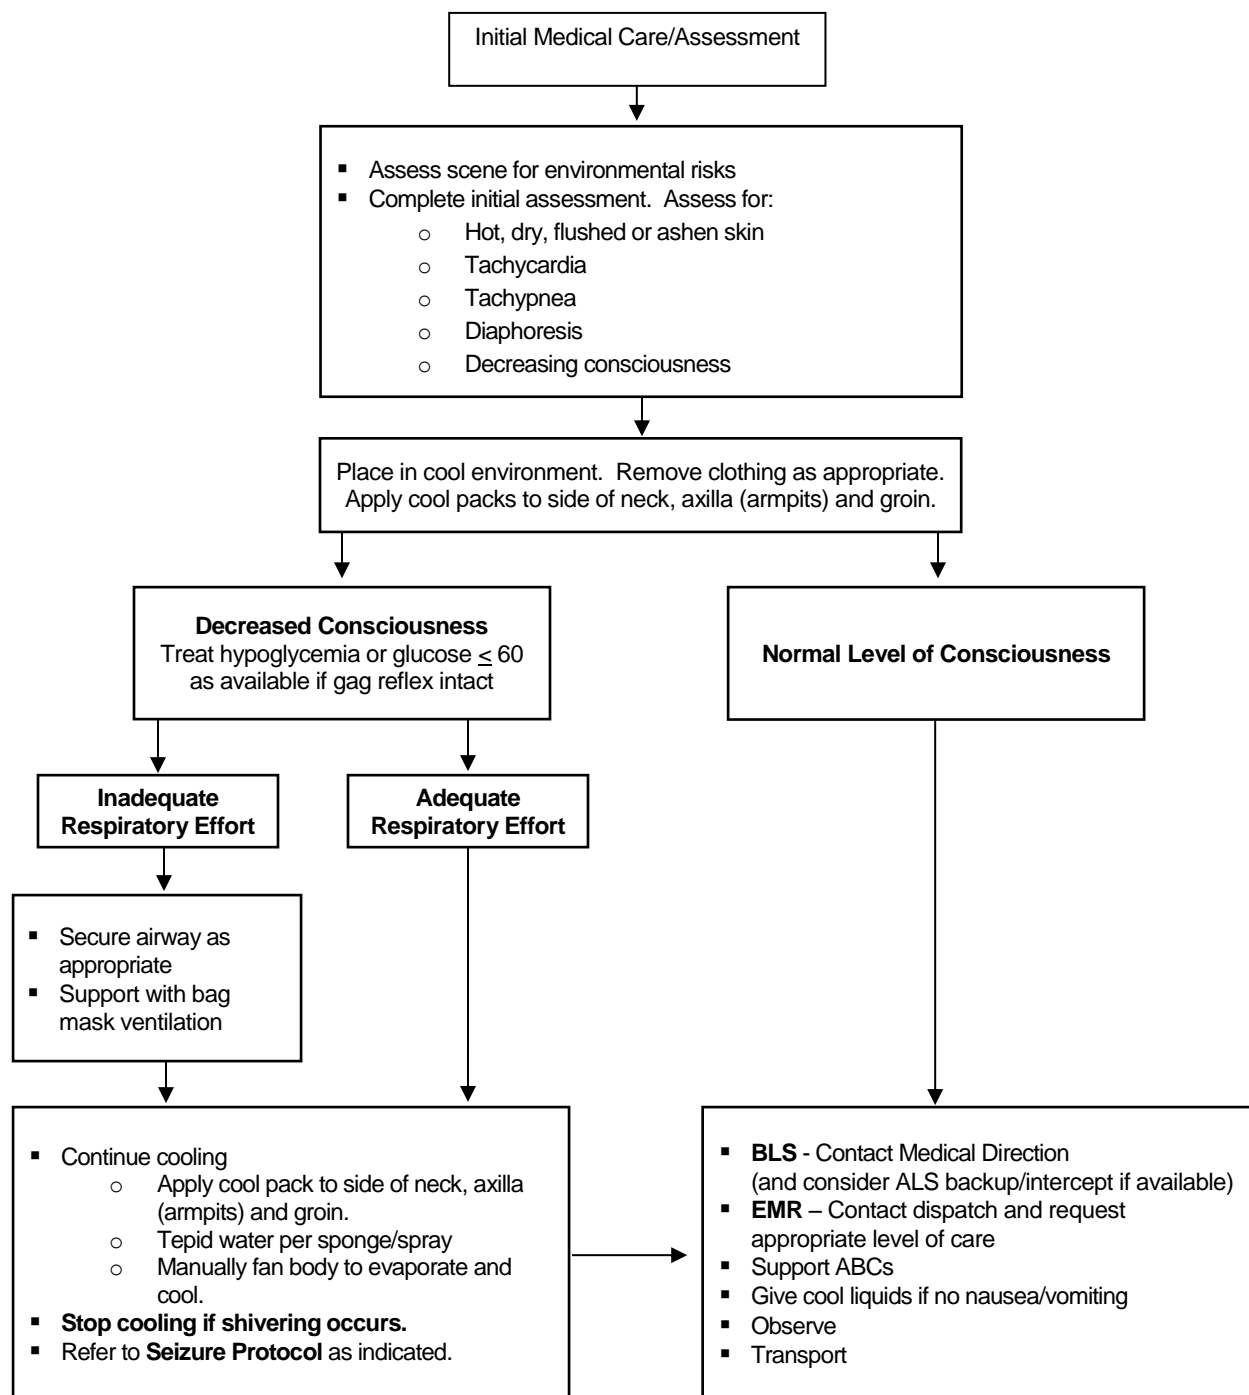 Initial Medical Care/Assessment
▪ Assess scene for environmental risks
▪ Complete initial assessment.  Assess for:
o Hot, dry, flushed or ashen skin
o Tachycardia
o Tachypnea
o Diaphoresis
o Decreasing consciousness
Place in cool environment.  Remove clothing as appropriate.
Apply cool packs to side of neck, axilla (armpits) and groin.
Decreased Consciousness
Treat hypoglycemia or glucose ≤ 60
as available if gag reflex intact
Normal Level of Consciousness
Inadequate
Respiratory Effort
Adequate
Respiratory Effort
▪ Secure airway as
appropriate
▪ Support with bag
mask ventilation
▪ Continue cooling
o Apply cool pack to side of neck, axilla
(armpits) and groin.
o Tepid water per sponge/spray
o Manually fan body to evaporate and
cool.
▪ Stop cooling if shivering occurs.
▪ Refer to Seizure Protocol as indicated.
▪ BLS - Contact Medical Direction
(and consider ALS backup/intercept if available)
▪ EMR – Contact dispatch and request
appropriate level of care
▪ Support ABCs
▪ Give cool liquids if no nausea/vomiting
▪ Observe
▪ Transport